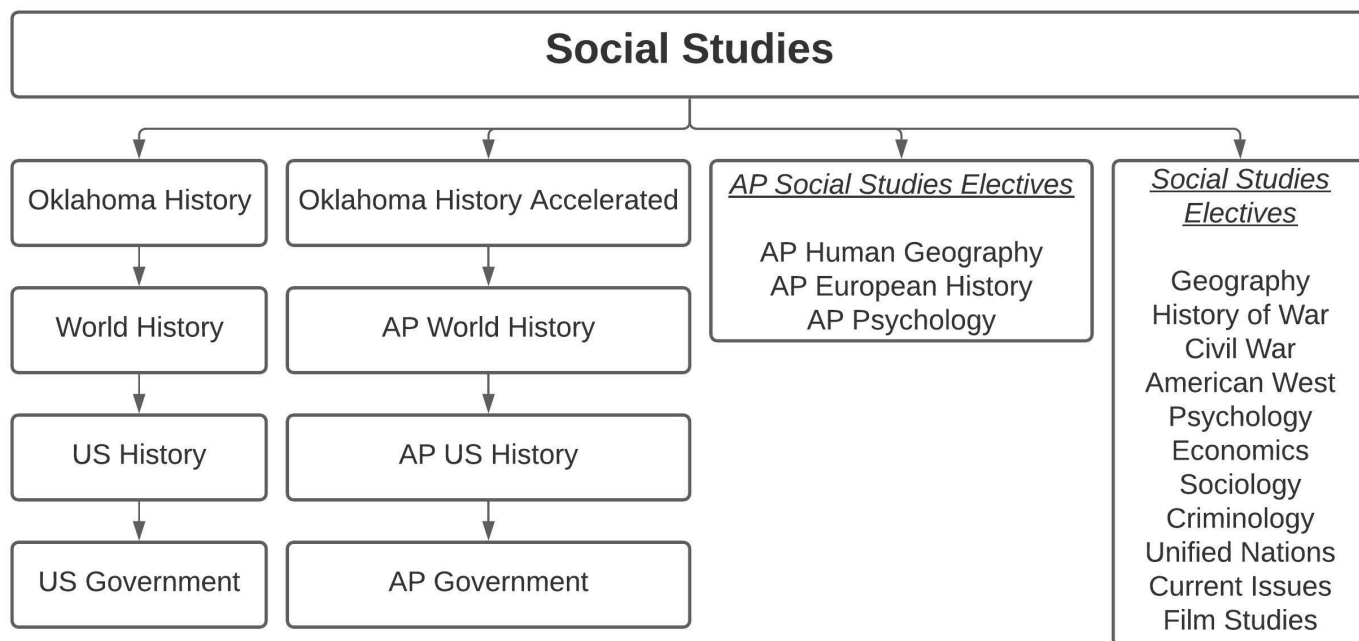 Social Studies
Oklahoma History
World History
US History
US Government
Oklahoma History Accelerated
AP World History
AP US History
AP Government
AP Social Studies Electives
AP Human Geography
AP European History
AP Psychology
Social Studies
Electives
Geography
History of War
Civil War
American West
Psychology
Economics
Sociology
Criminology
Unified Nations
Current Issues
Film Studies